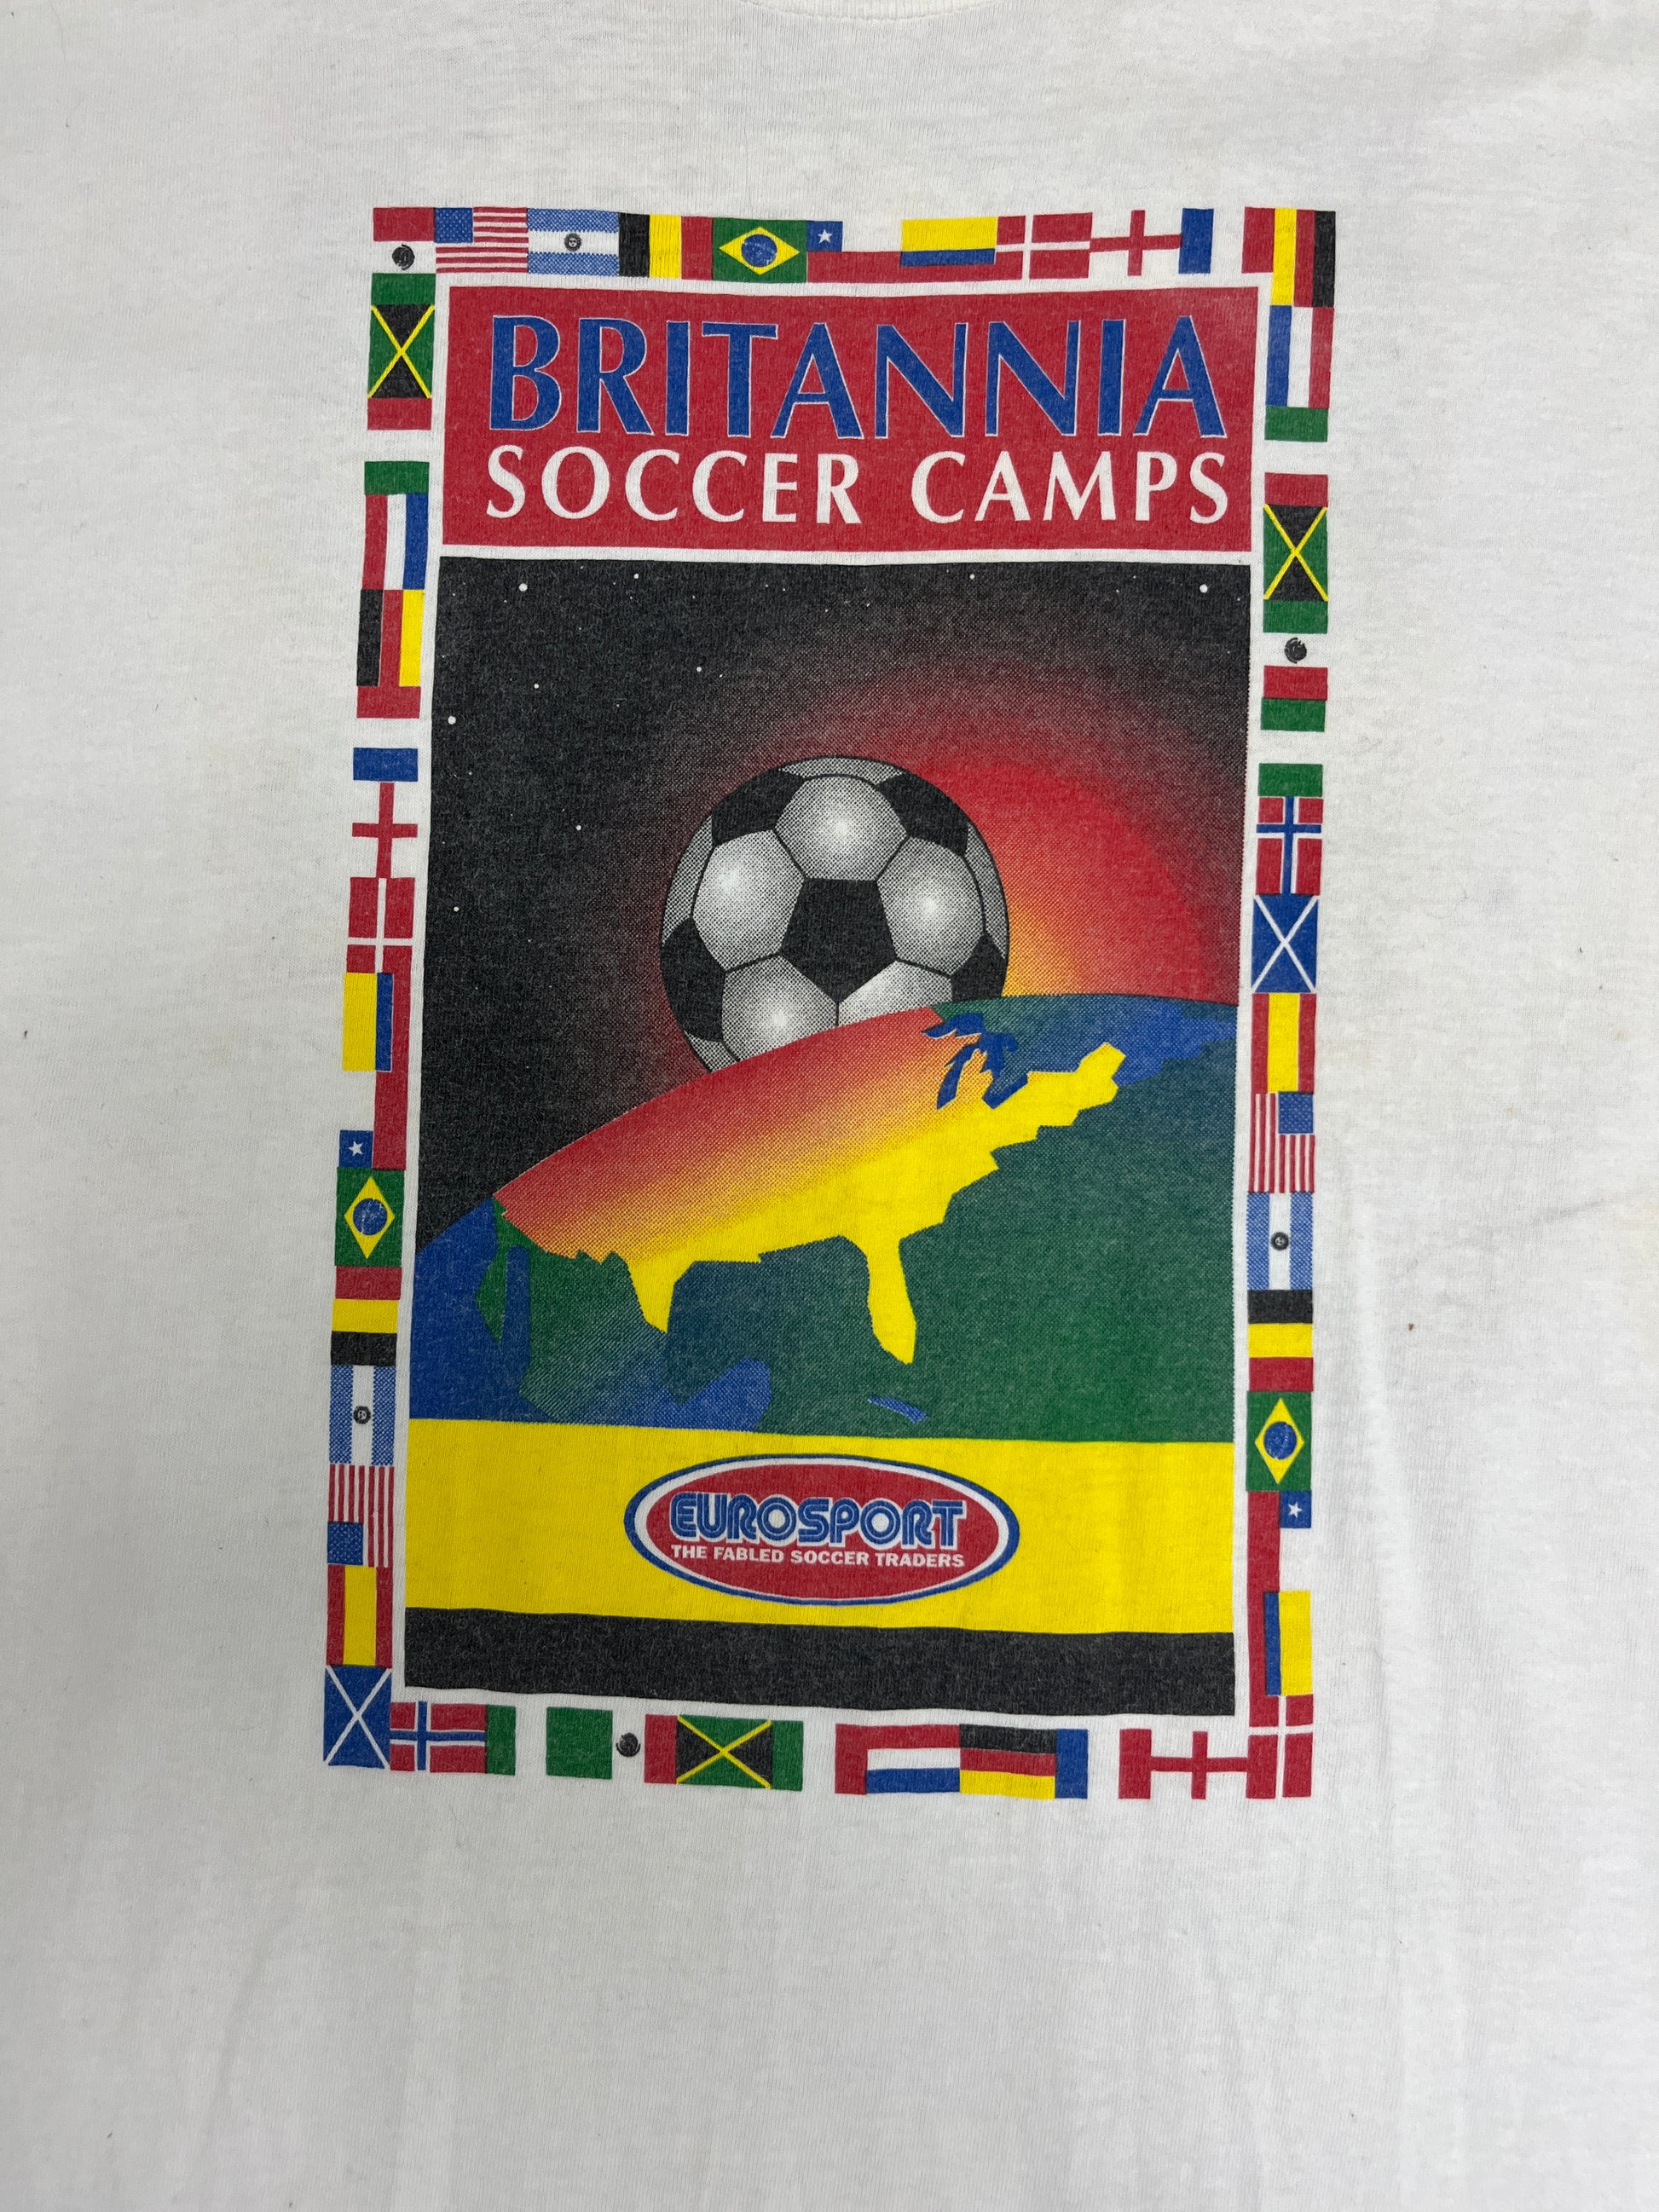 BRITANNIA
SOCCER CAMPS
EUROSPORT
THE FABLED SOCCER TRADERS